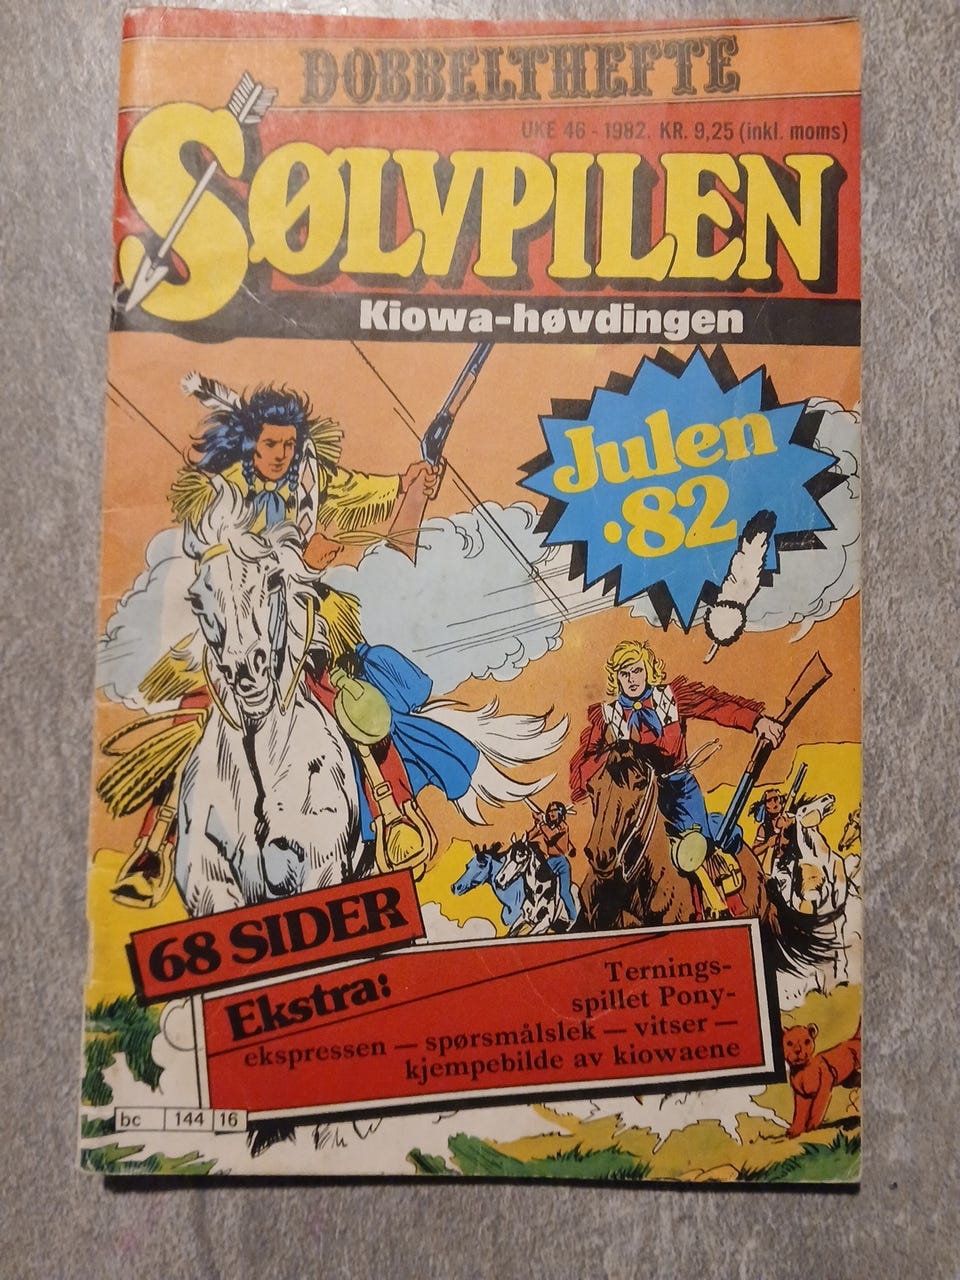 DOBBELTHEFTE
UKE 46 - 1982. KR. 9,25 (inkl. moms)
SØLVPILEN
Kiowa-høvdingen
Julen
·82
68 SIDER
Ekstra:
Ternings-
spillet Pony-
ekspressen — spørsmålslek — vitser —
kjempebilde av kiowaene
bc 144 16